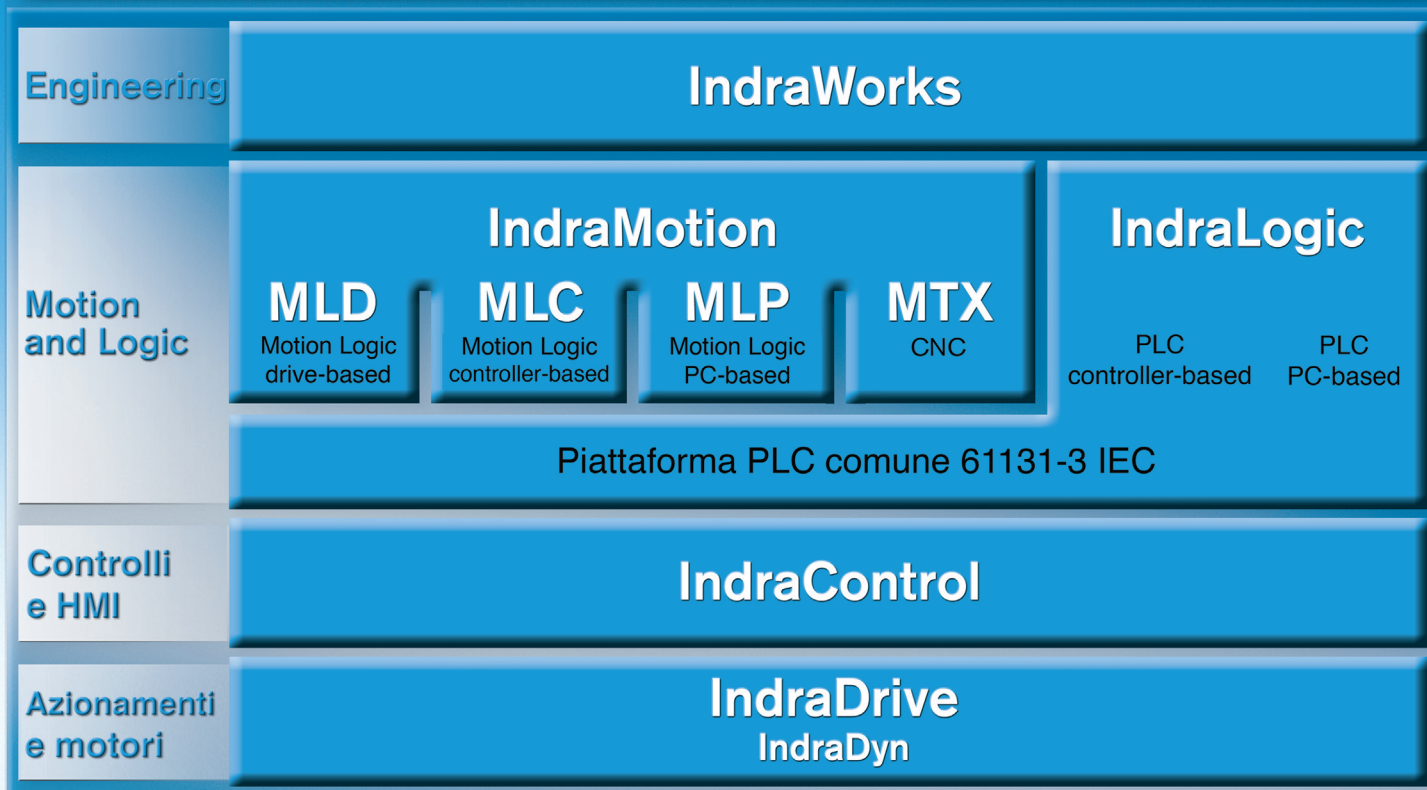 Engineering
IndraWorks
Motion
and Logic
IndraMotion
MLD
Motion Logic
drive-based
MLC
Motion Logic
controller-based
MLP
Motion Logic
PC-based
MTX
CNC
IndraLogic
PLC
controller-based
PLC
PC-based
Piattaforma PLC comune 61131-3 IEC
Controlli
e HMI
IndraControl
Azionamenti
e motori
IndraDrive
IndraDyn